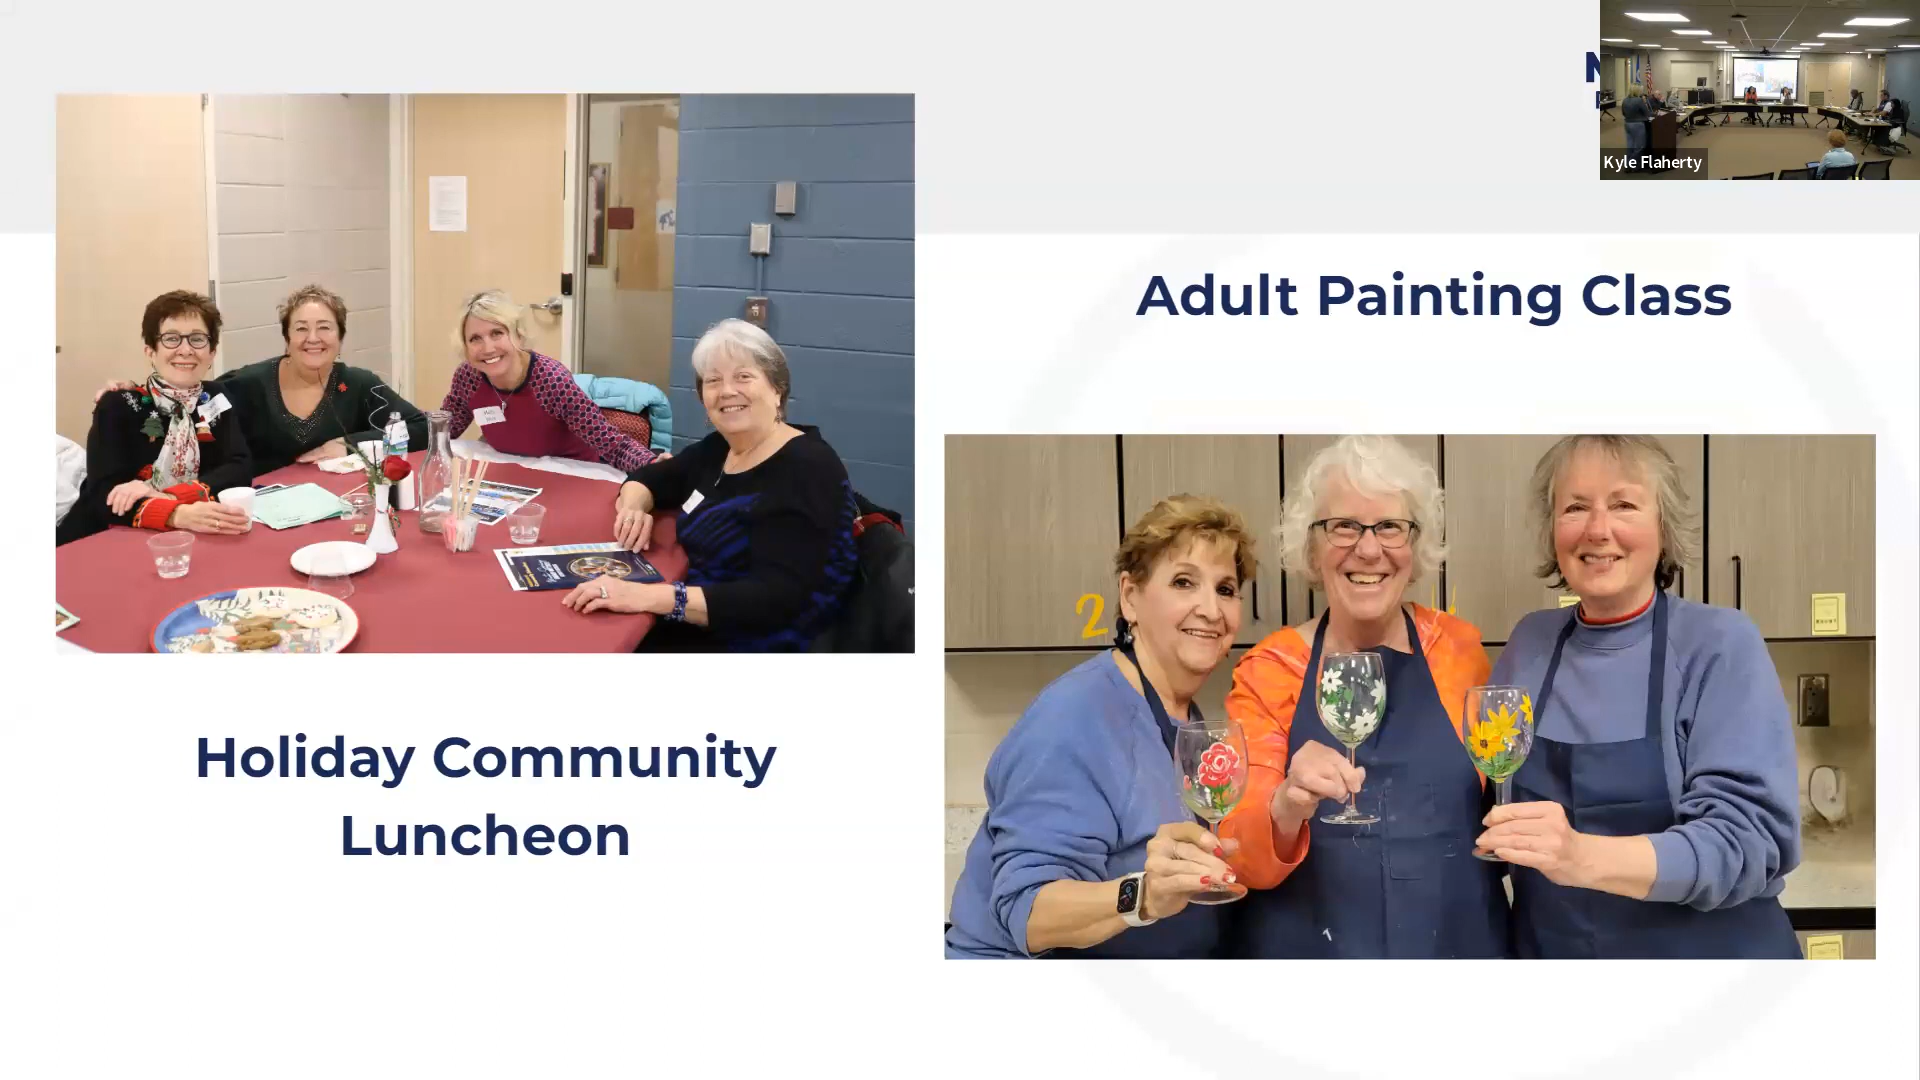 Kyle Flaherty
Adult Painting Class
2
Holiday Community
Luncheon